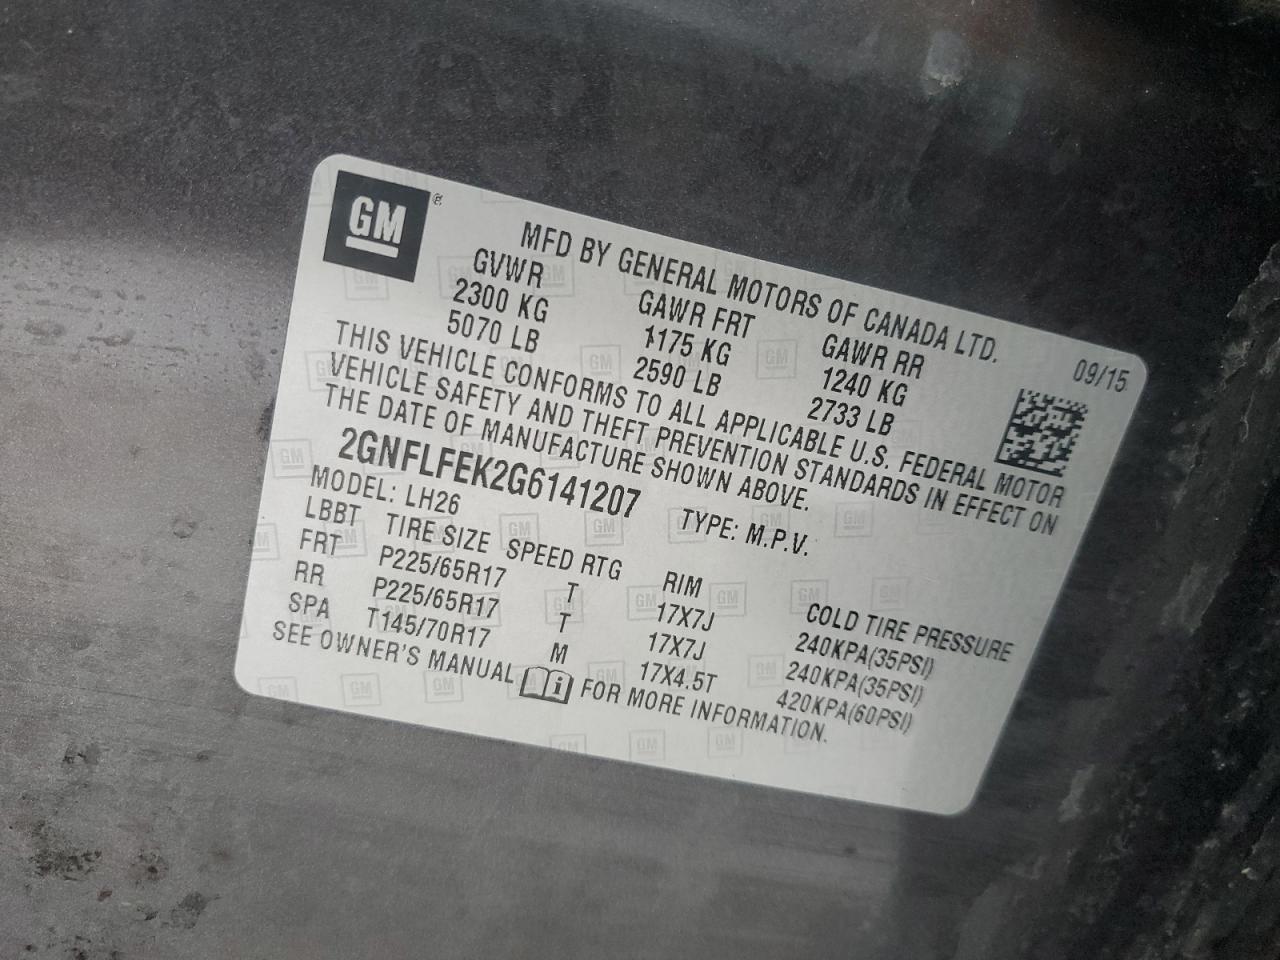 GM ®
MFD BY GENERAL MOTORS OF CANADA LTD.
09/15
GVWR GAWR FRT GAWR RR
2300 KG 1175 KG 1240 KG
5070 LB 2590 LB 2733 LB
THIS VEHICLE CONFORMS TO ALL APPLICABLE U.S. FEDERAL MOTOR
VEHICLE SAFETY AND THEFT PREVENTION STANDARDS IN EFFECT ON
THE DATE OF MANUFACTURE SHOWN ABOVE.
2GNFLFEK2G6141207 TYPE: M.P.V.
MODEL: LH26
LBBT TIRE SIZE SPEED RTG RIM COLD TIRE PRESSURE
FRT P225/65R17 T 17X7J 240KPA(35PSI)
RR P225/65R17 T 17X7J 240KPA(35PSI)
SPA T145/70R17 M 17X4.5T 420KPA(60PSI)
SEE OWNER'S MANUAL FOR MORE INFORMATION.